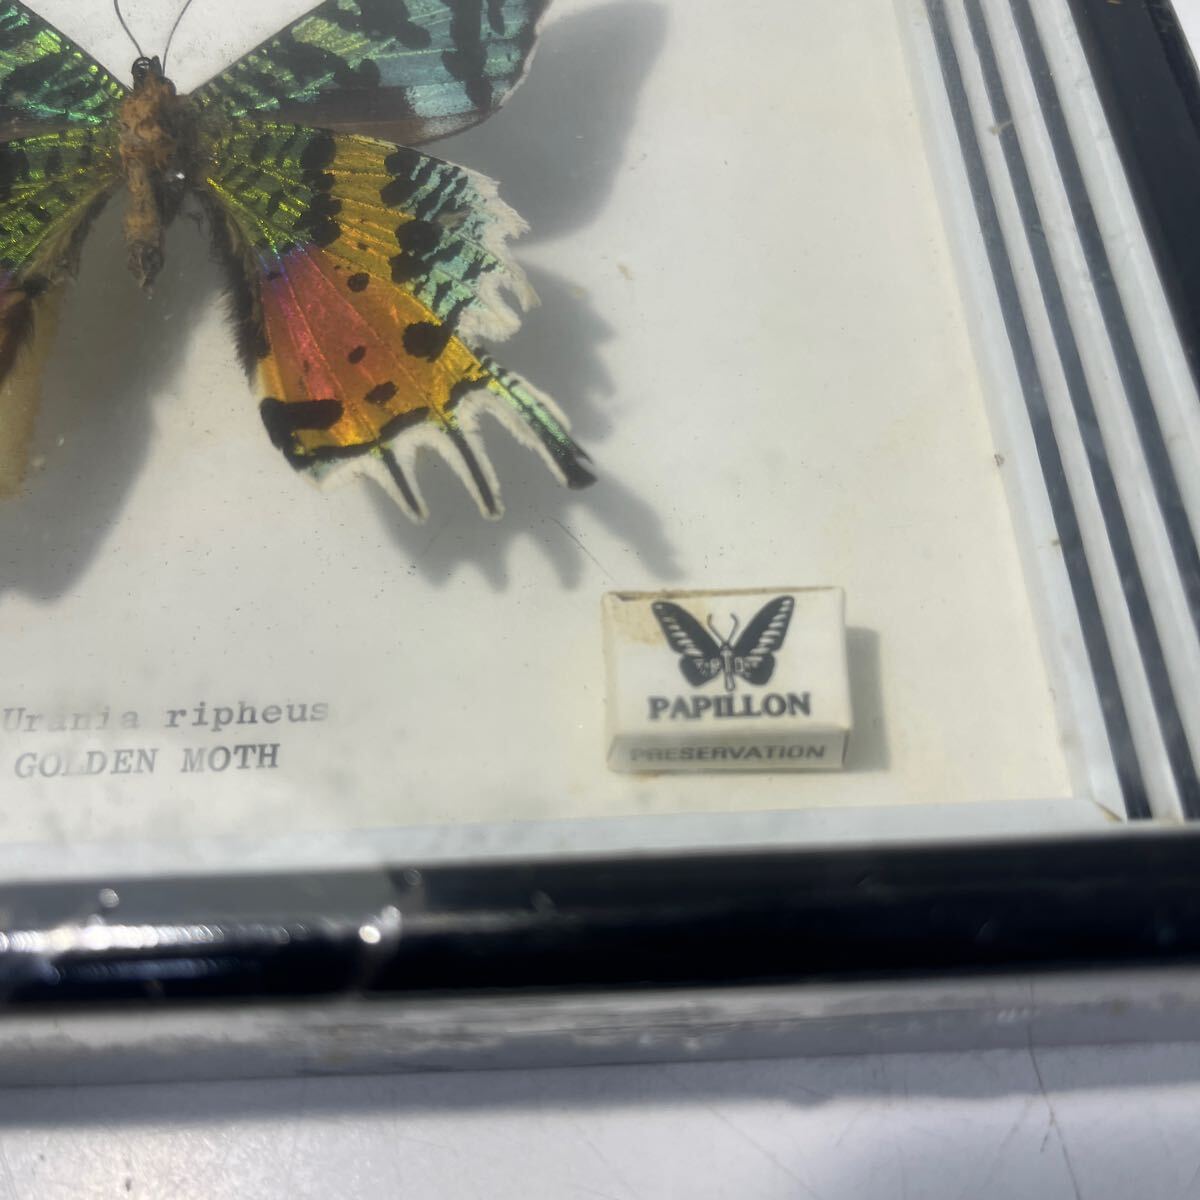 Urania ripheus
GOLDEN MOTH
PAPILLON
PRESERVATION